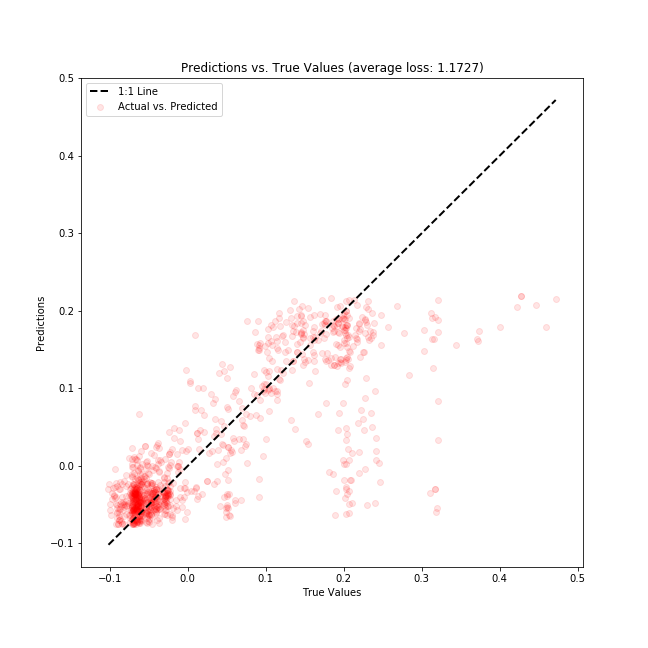 Predictions vs. True Values (average loss: 1.1727)
1:1 Line
Actual vs. Predicted
0.5
0.4
0.3
0.2
0.1
0.0
−0.1
Predictions
−0.1 0.0 0.1 0.2 0.3 0.4 0.5
True Values